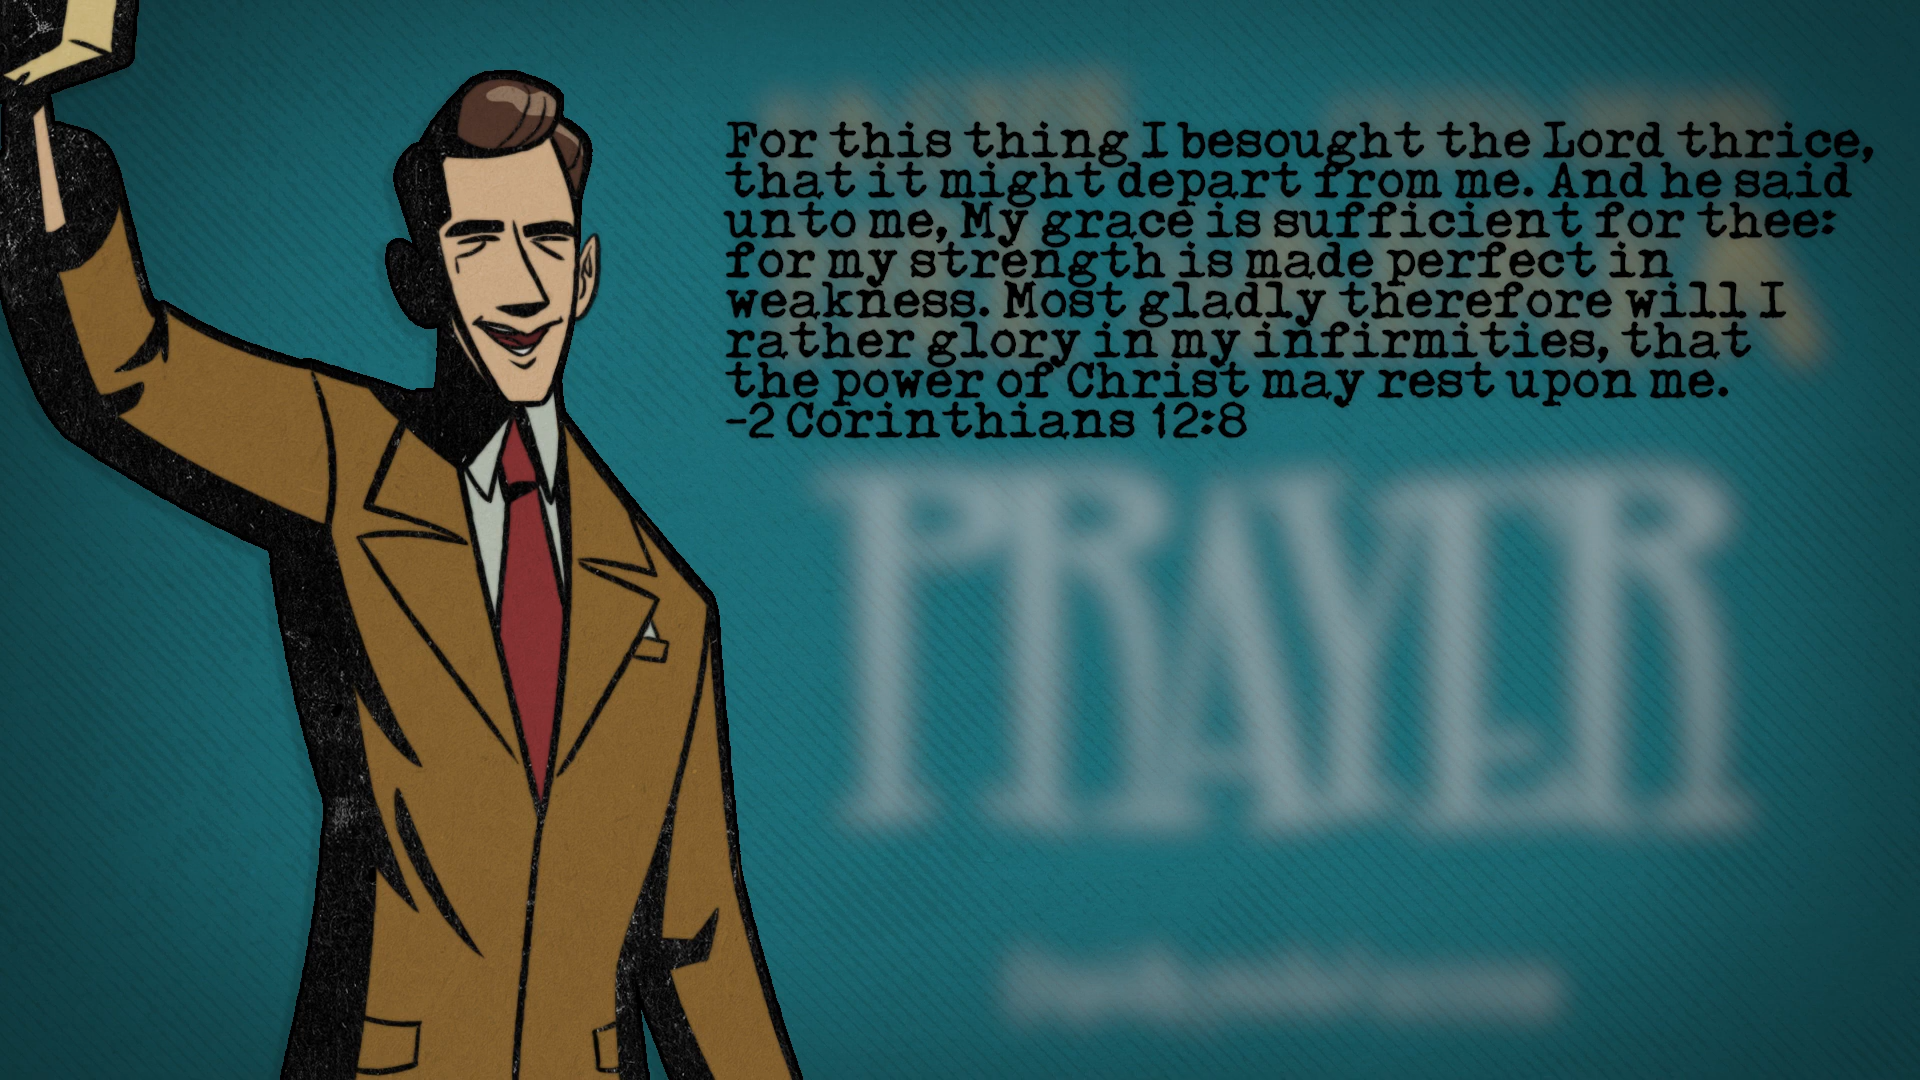 For this thing I besought the Lord thrice,
that it might depart from me. And he said
unto me, My grace is sufficient for thee:
for my strength is made perfect in
weakness. Most gladly therefore will I
rather glory in my infirmities, that
the power of Christ may rest upon me.
-2 Corinthians 12:8
PRAYER